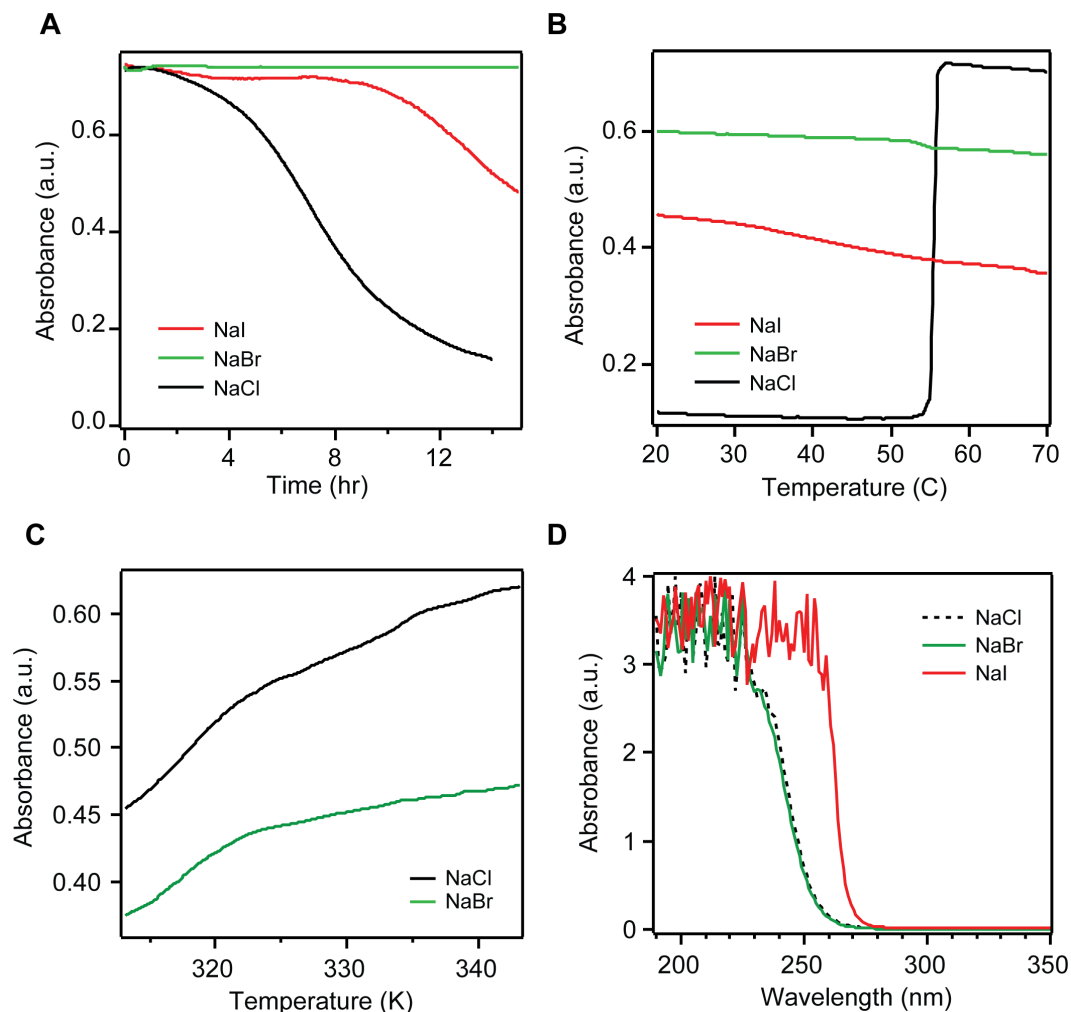 A
Absrobance (a.u.)
0.6
0.4
0.2
0.0
NaI
NaBr
NaCl
0
4
8
12
Time (hr)
B
Absrobance (a.u.)
0.6
0.4
0.2
NaI
NaBr
NaCl
20
30
40
50
60
70
Temperature (C)
C
Absorbance (a.u.)
0.60
0.55
0.50
0.45
0.40
NaCl
NaBr
320
330
340
Temperature (K)
D
Absrobance (a.u.)
4
3
2
1
0
NaCl
NaBr
NaI
200
250
300
350
Wavelength (nm)